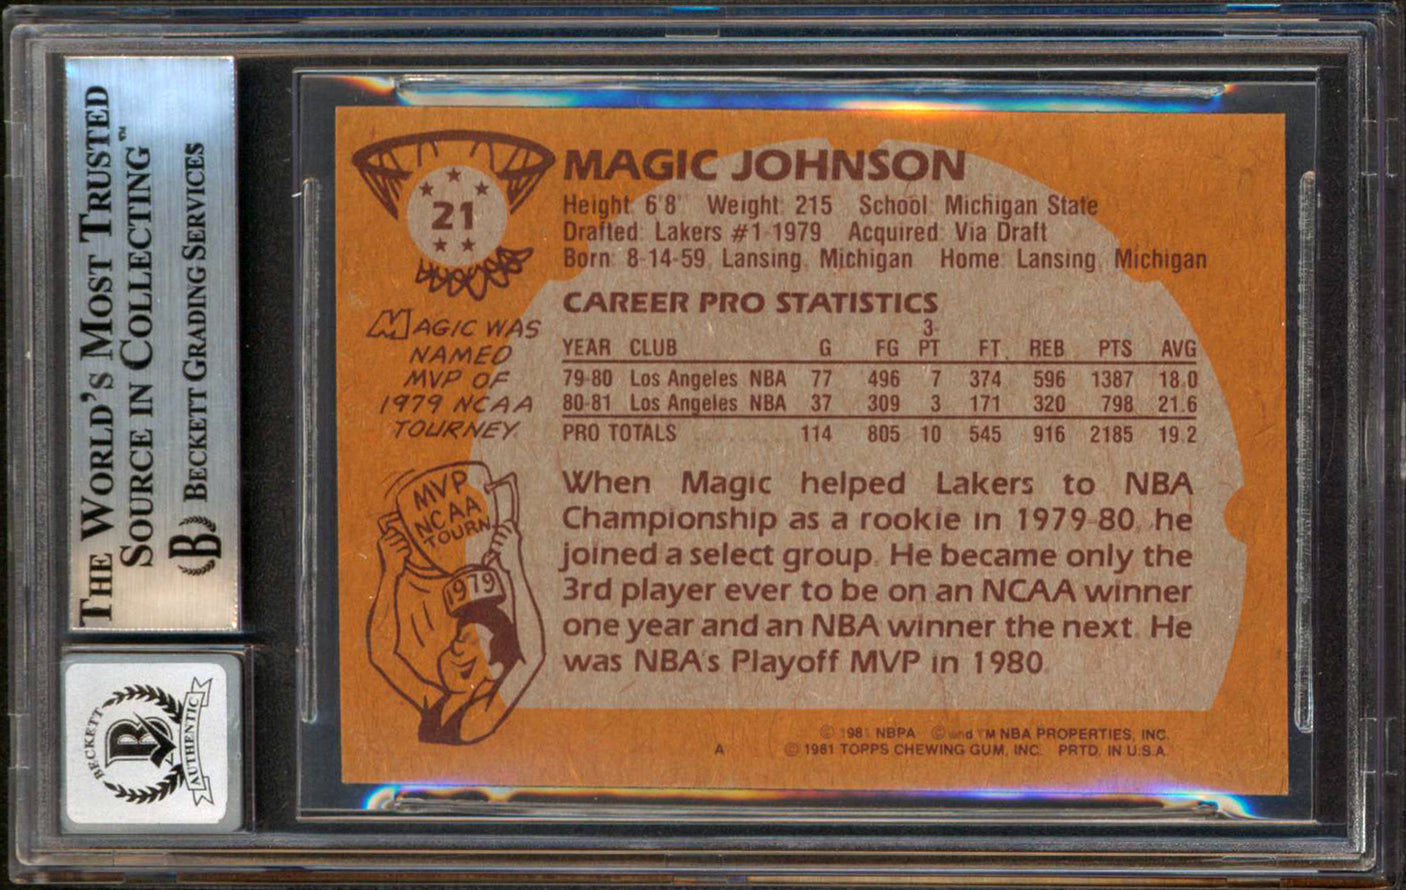 THE WORLD'S MOST TRUSTED
SOURCE IN COLLECTING™
B BECKETT GRADING SERVICES
BECKETT
B
AUTHENTIC
21
MAGIC JOHNSON
Height: 6'8" Weight: 215 School: Michigan State
Drafted: Lakers #1-1979 Acquired: Via Draft
Born: 8-14-59, Lansing, Michigan Home: Lansing, Michigan
CAREER PRO STATISTICS
YEAR CLUB G FG 3-PT FT. REB PTS AVG
79-80 Los Angeles NBA 77 496 7 374 596 1387 18.0
80-81 Los Angeles NBA 37 309 3 171 320 798 21.6
PRO TOTALS 114 805 10 545 916 2185 19.2
MAGIC WAS
NAMED
MVP OF
1979 NCAA
TOURNEY.
MVP
NCAA
TOURN.
1979
When Magic helped Lakers to NBA
Championship as a rookie in 1979-80, he
joined a select group. He became only the
3rd player ever to be on an NCAA winner
one year and an NBA winner the next. He
was NBA's Playoff MVP in 1980.
© 1981 NBPA © and TM NBA PROPERTIES, INC.
A © 1981 TOPPS CHEWING GUM, INC. PRTD. IN U.S.A.